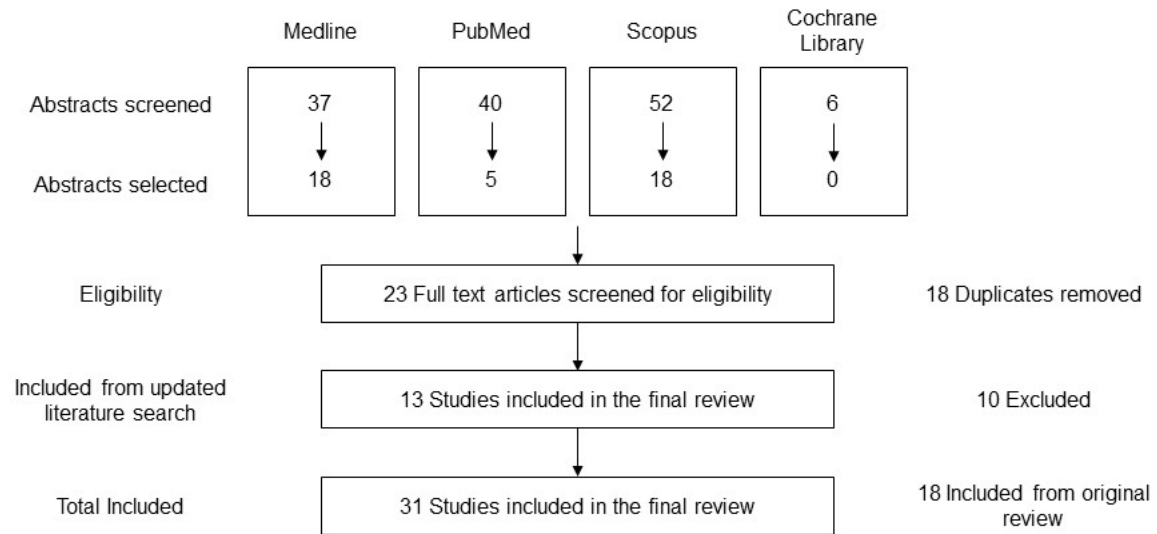 Medline
PubMed
Scopus
Cochrane
Library
Abstracts screened
37
40
52
6
Abstracts selected
18
5
18
0
Eligibility
23 Full text articles screened for eligibility
18 Duplicates removed
Included from updated
literature search
13 Studies included in the final review
10 Excluded
Total Included
31 Studies included in the final review
18 Included from original
review